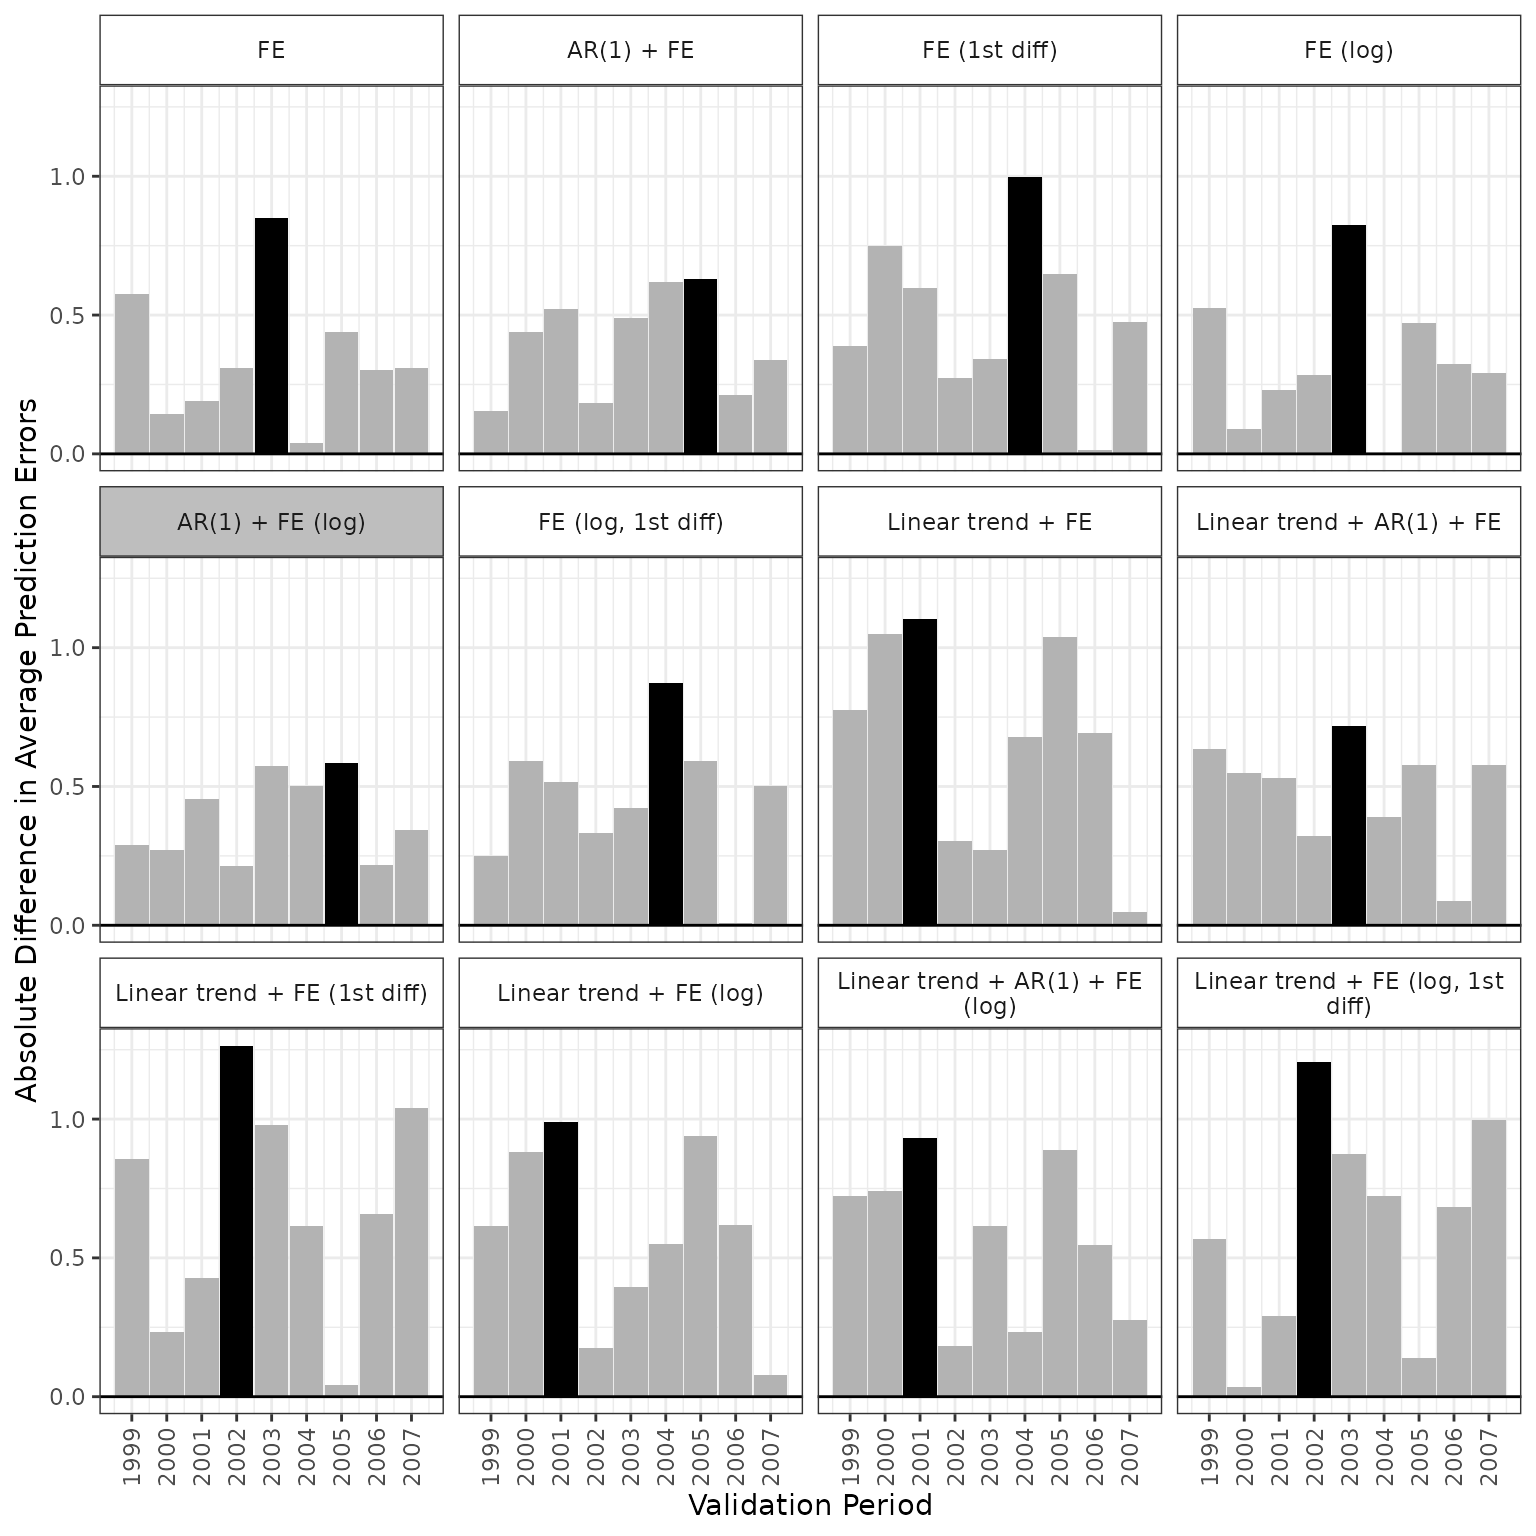 FE
AR(1) + FE
FE (1st diff)
FE (log)
1.0
0.5
0.0
AR(1) + FE (log)
FE (log, 1st diff)
Linear trend + FE
Linear trend + AR(1) + FE
1.0
0.5
0.0
Linear trend + FE (1st diff)
Linear trend + FE (log)
Linear trend + AR(1) + FE
(log)
Linear trend + FE (log, 1st
diff)
1.0
0.5
0.0
1999
2000
2001
2002
2003
2004
2005
2006
2007
1999
2000
2001
2002
2003
2004
2005
2006
2007
1999
2000
2001
2002
2003
2004
2005
2006
2007
1999
2000
2001
2002
2003
2004
2005
2006
2007
Validation Period
Absolute Difference in Average Prediction Errors